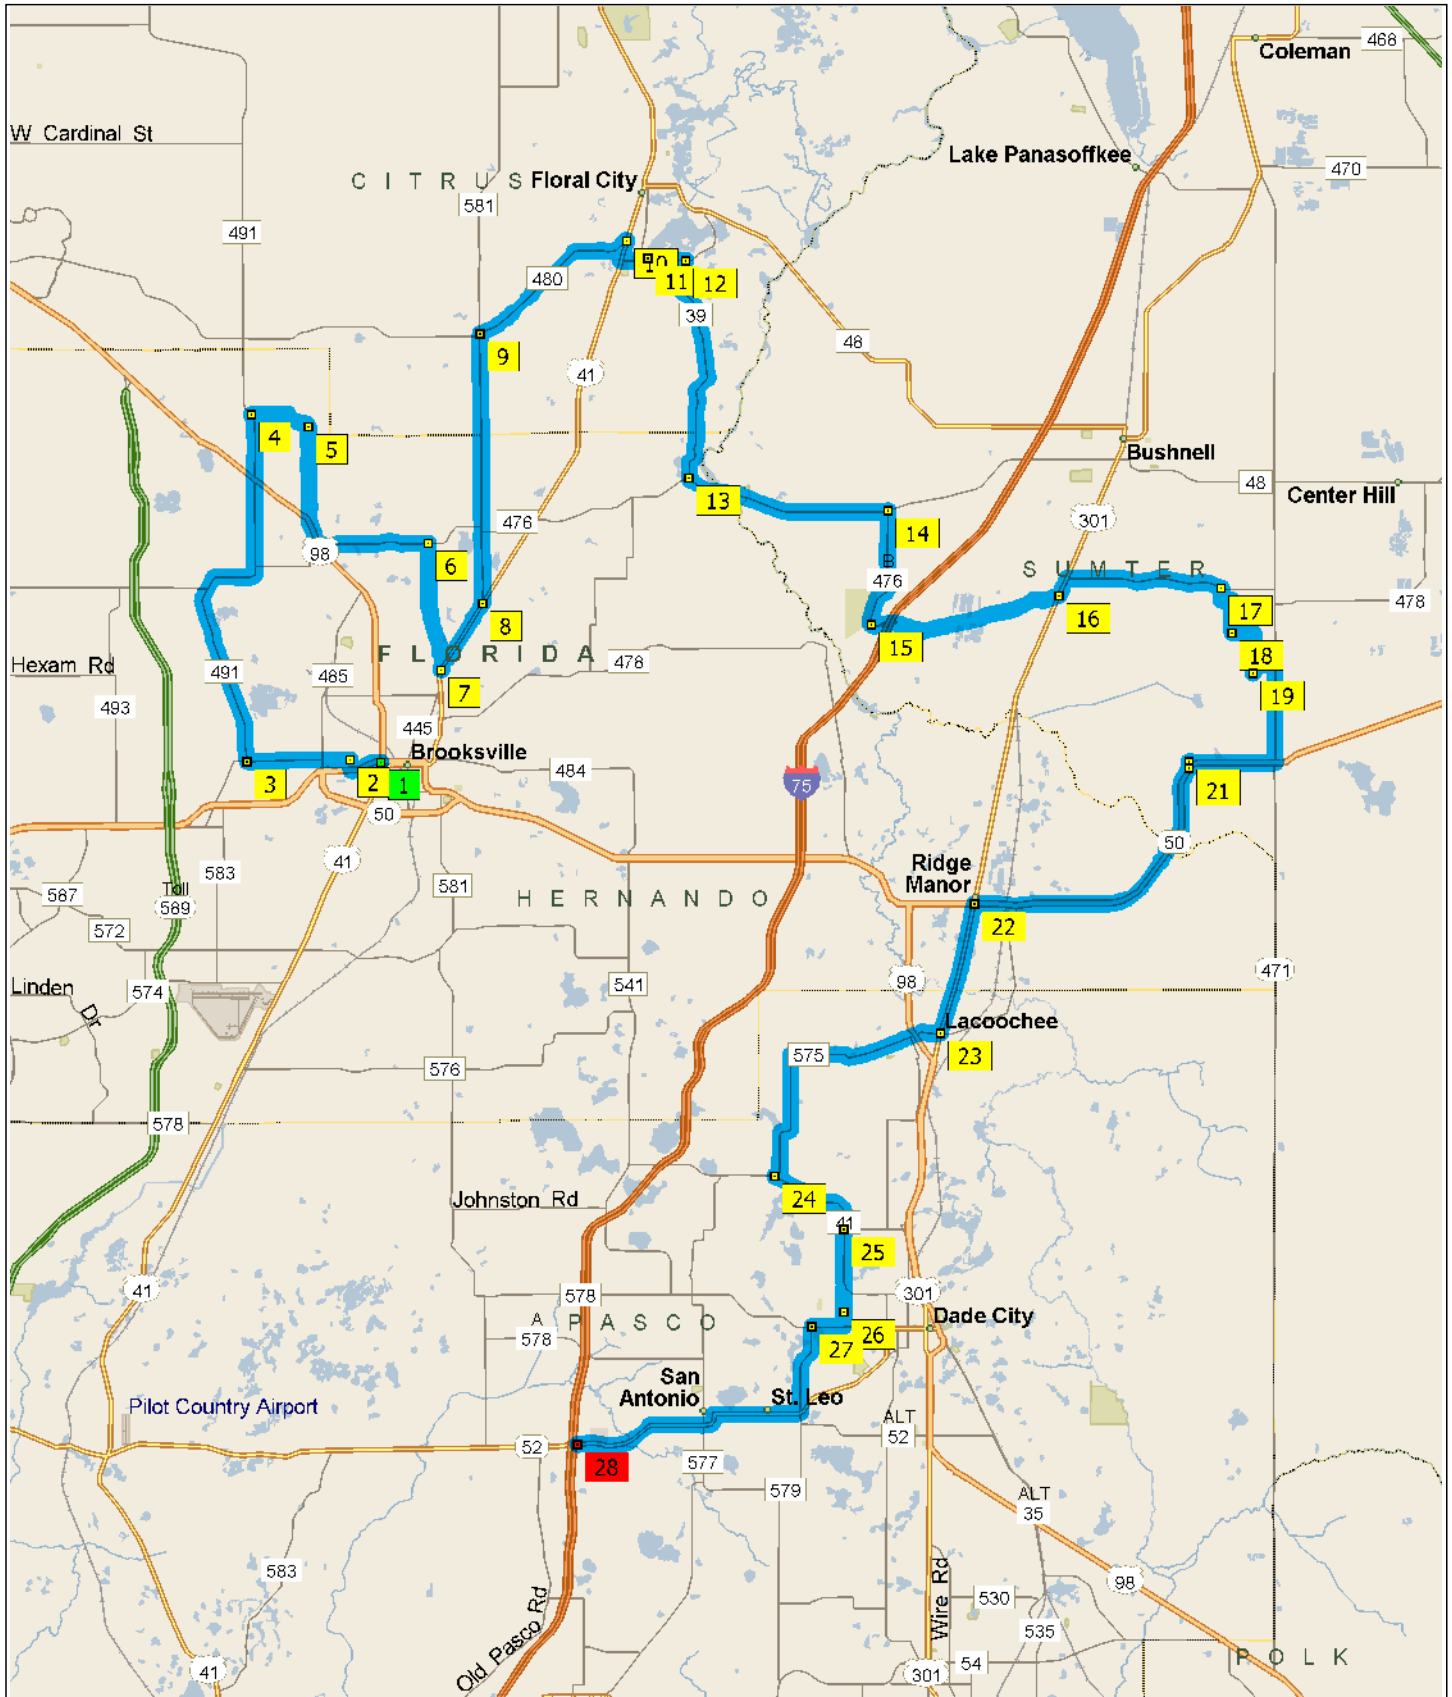 Coleman
468
W Cardinal St
Lake Panasoffkee
470
C I T R U S
Floral City
581
491
10
480
11
12
39
48
9
41
4
5
Bushnell
13
48
Center Hill
476
14
301
98
6
B
476
S U M T E R
478
8
16
17
F L O R I D A
15
Hexam Rd
491
485
478
18
7
19
493
445
Brooksville
3
2
1
484
75
21
50
50
41
Ridge
Manor
583
587
Toll
589
581
H E R N A N D O
22
572
471
98
Linden
Dr
574
541
Lacoochee
23
575
576
578
24
Johnston Rd
41
25
41
578
301
A
578
P A S C O
Dade City
26
27
San
Antonio
St. Leo
Pilot Country Airport
ALT
52
52
28
577
579
ALT
35
583
98
Old Pasco Rd
Wire Rd
530
535
41
301
54
P O L K